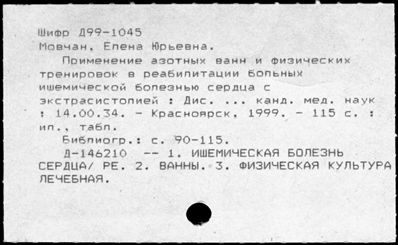 Шифр Д99-1045
Мовчан, Елена Юрьевна.
Применение азотных ванн и физических
тренировок в реабилитации больных
ишемической болезнью сердца с
экстрасистолией : Дис. ... канд. мед. наук
: 14.00.34. - Красноярск, 1999. - 115 с. :
ил., табл.
Библиогр.: с. 90-115.
Д-146210 -- 1. ИШЕМИЧЕСКАЯ БОЛЕЗНЬ
СЕРДЦА/ РЕ. 2. ВАННЫ. 3. ФИЗИЧЕСКАЯ КУЛЬТУРА
ЛЕЧЕБНАЯ.